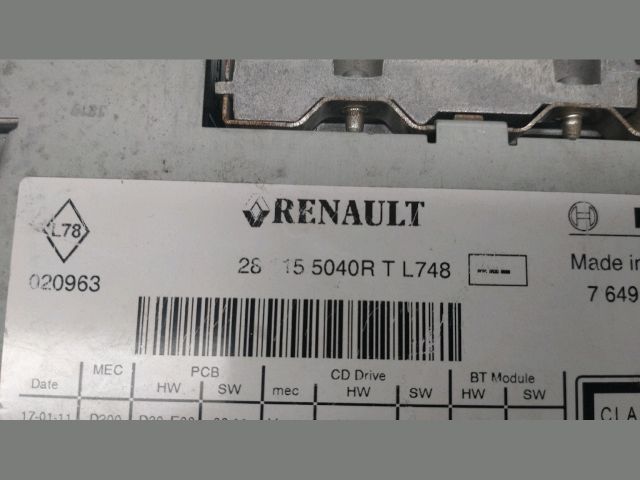 RENAULT
L78
020963
28 15 5040R T L748
Made in
7 649
MEC PCB CD Drive BT Module
Date HW SW mec HW SW HW SW
17-01-11
CLA